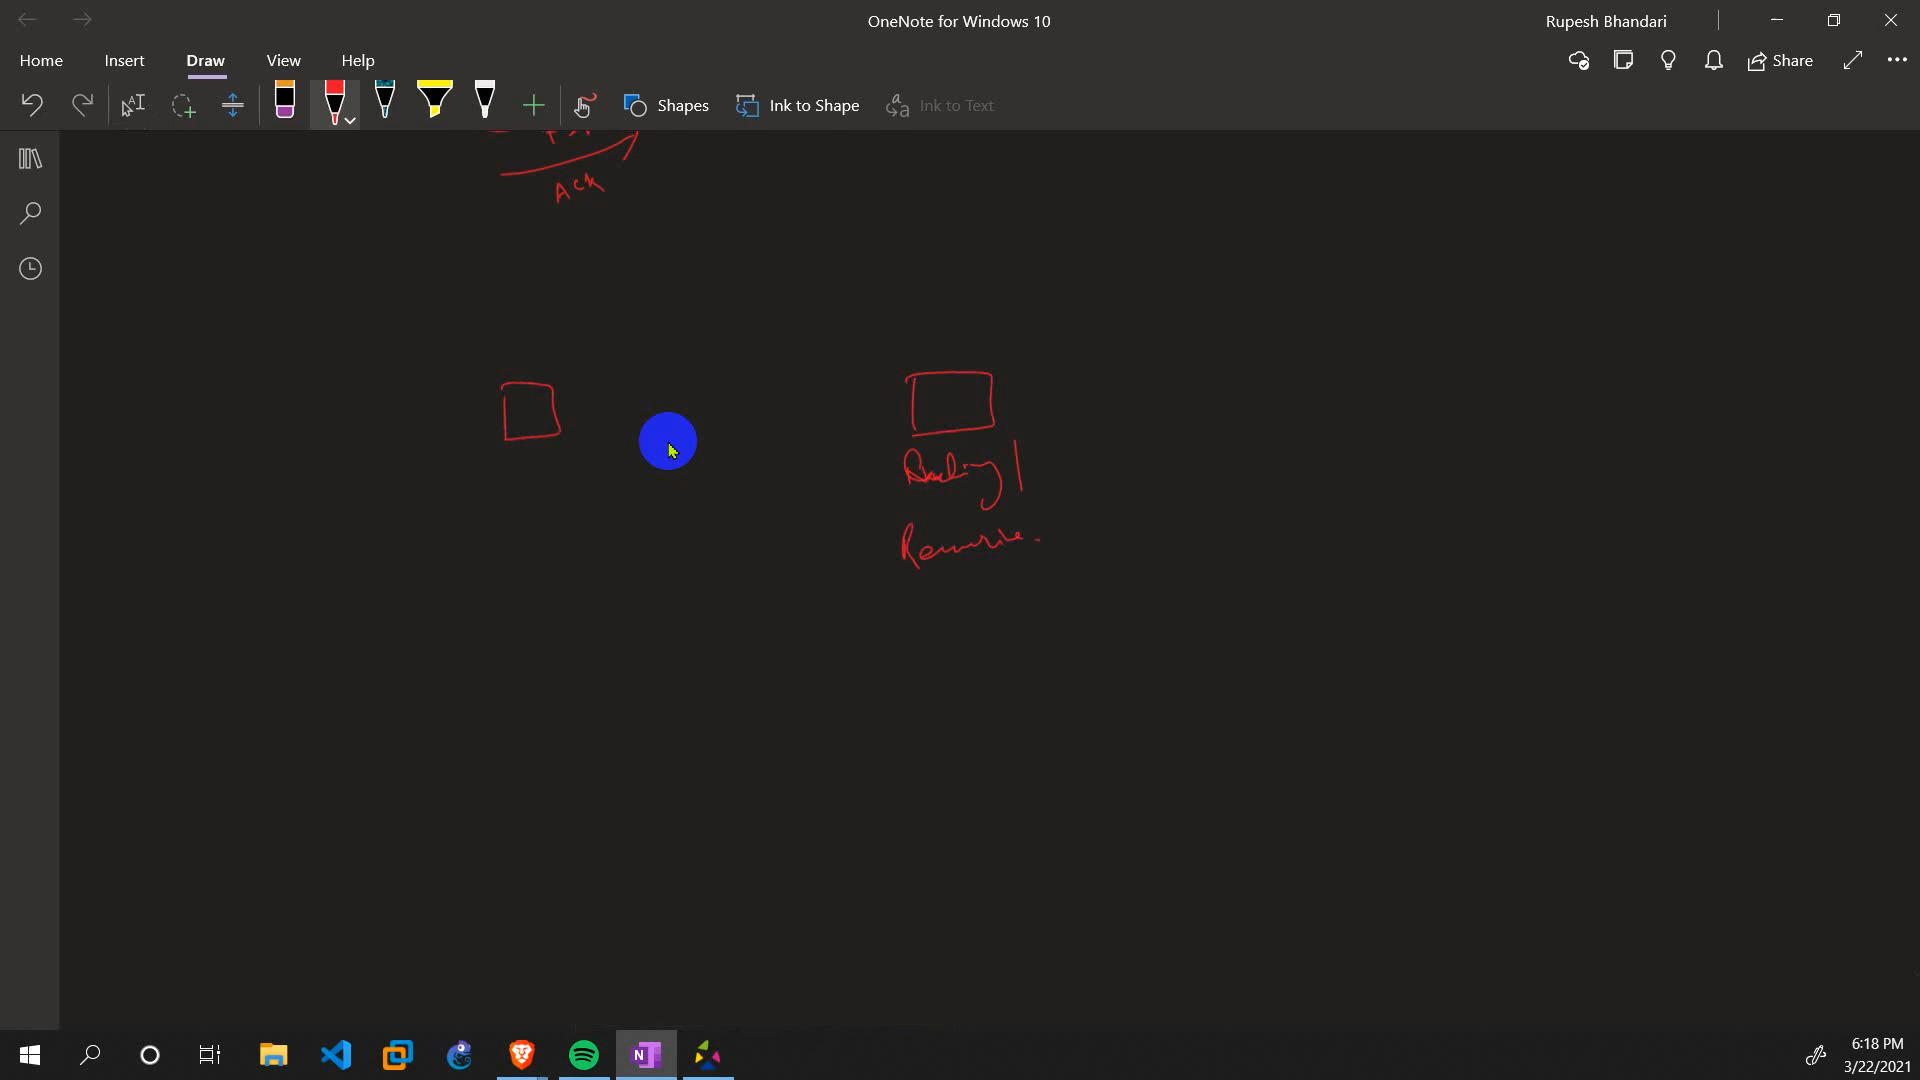 OneNote for Windows 10
Rupesh Bhandari
Home Insert Draw View Help
Share
Shapes
Ink to Shape
Ink to Text
Ack
N
6:18 PM
3/22/2021